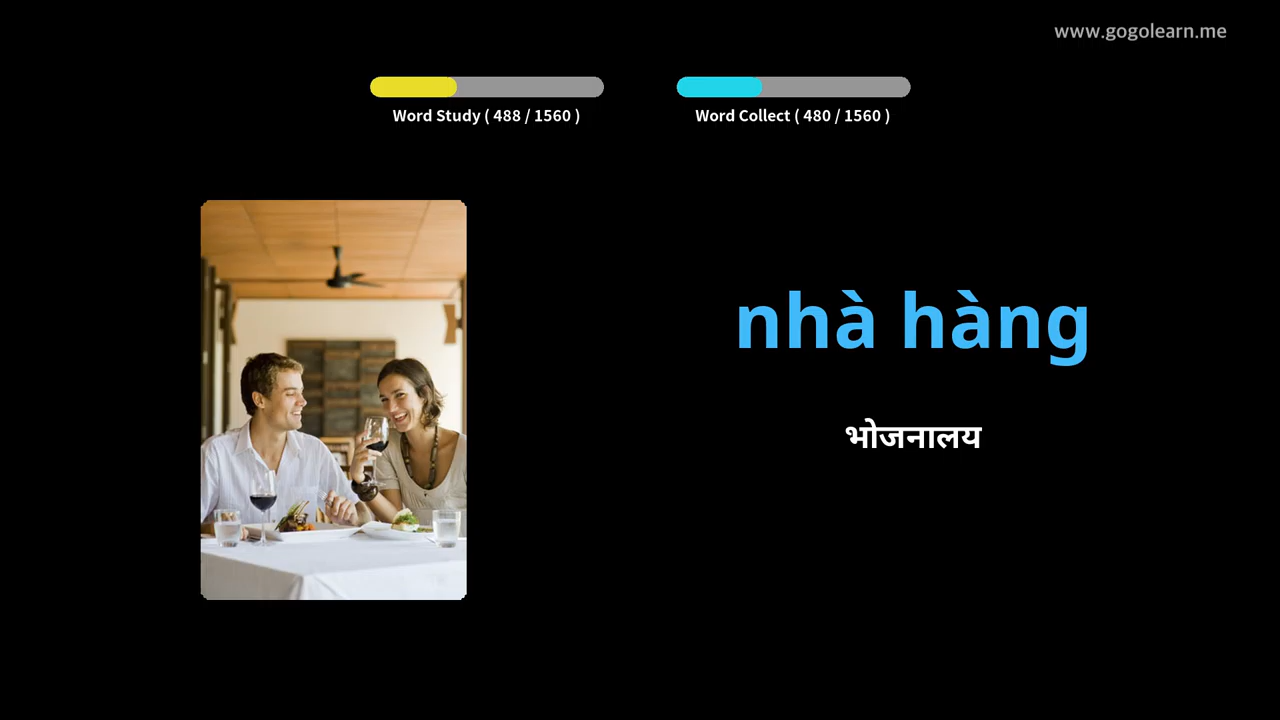 www.gogolearn.me
Word Study ( 488 / 1560 )
Word Collect ( 480 / 1560 )
nhà hàng
भोजनालय